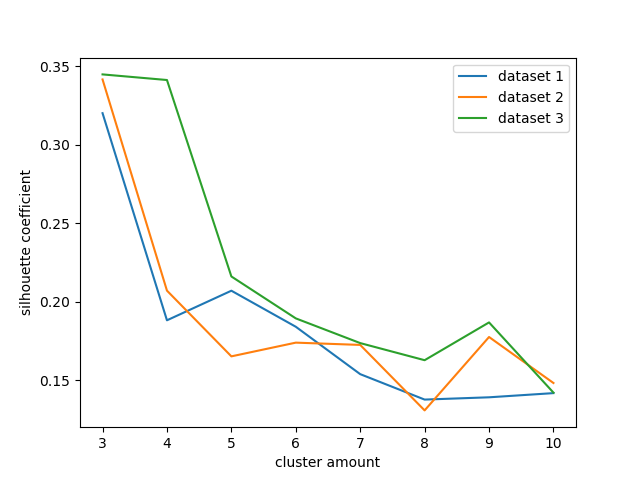 dataset 1
dataset 2
dataset 3
0.35
0.30
0.25
0.20
0.15
silhouette coefficient
3 4 5 6 7 8 9 10
cluster amount